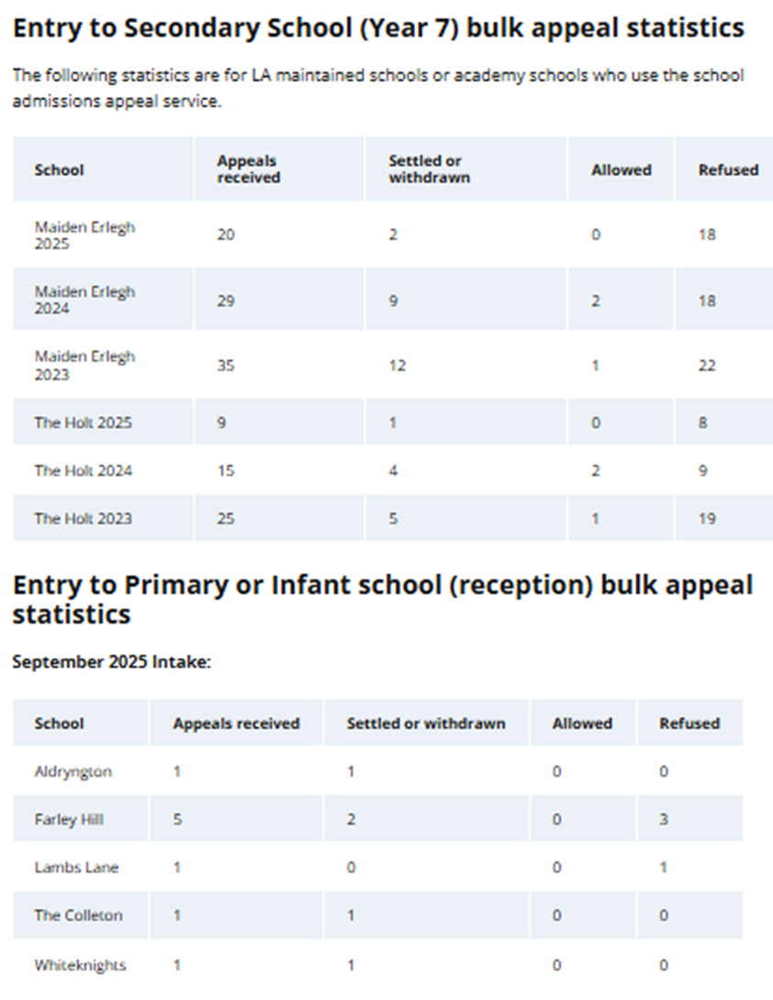 Entry to Secondary School (Year 7) bulk appeal statistics
The following statistics are for LA maintained schools or academy schools who use the school
admissions appeal service.
School Appeals received Settled or withdrawn Allowed Refused
Maiden Erlegh 2025 20 2 0 18
Maiden Erlegh 2024 29 9 2 18
Maiden Erlegh 2023 35 12 1 22
The Holt 2025 9 1 0 8
The Holt 2024 15 4 2 9
The Holt 2023 25 5 1 19
Entry to Primary or Infant school (reception) bulk appeal
statistics
September 2025 Intake:
School Appeals received Settled or withdrawn Allowed Refused
Aldryngton 1 1 0 0
Farley Hill 5 2 0 3
Lambs Lane 1 0 0 1
The Colleton 1 1 0 0
Whiteknights 1 1 0 0